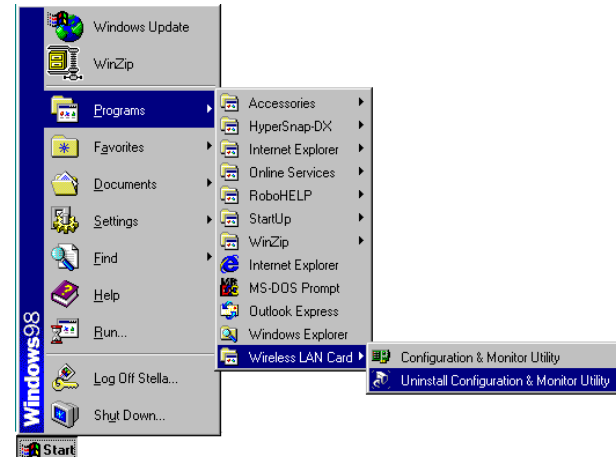 Windows Update
WinZip
Programs
Favorites
Documents
Settings
Find
Help
Run...
Log Off Stella...
Shut Down...
Windows98
Start
Accessories
HyperSnap-DX
Internet Explorer
Online Services
RoboHELP
StartUp
WinZip
Internet Explorer
MS-DOS Prompt
Outlook Express
Windows Explorer
Wireless LAN Card
Configuration & Monitor Utility
Uninstall Configuration & Monitor Utility